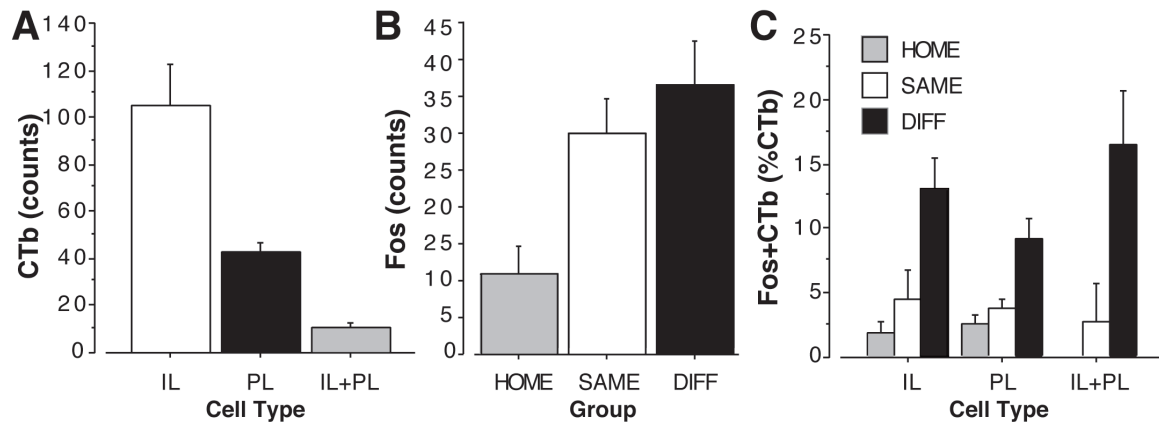 A
CTb (counts)
140
120
100
80
60
40
20
0
IL PL IL+PL
Cell Type
B
Fos (counts)
45
40
35
30
25
20
25
10
5
0
HOME SAME DIFF
Group
C
Fos+CTb (%CTb)
25
20
15
10
5
0
HOME
SAME
DIFF
IL PL IL+PL
Cell Type